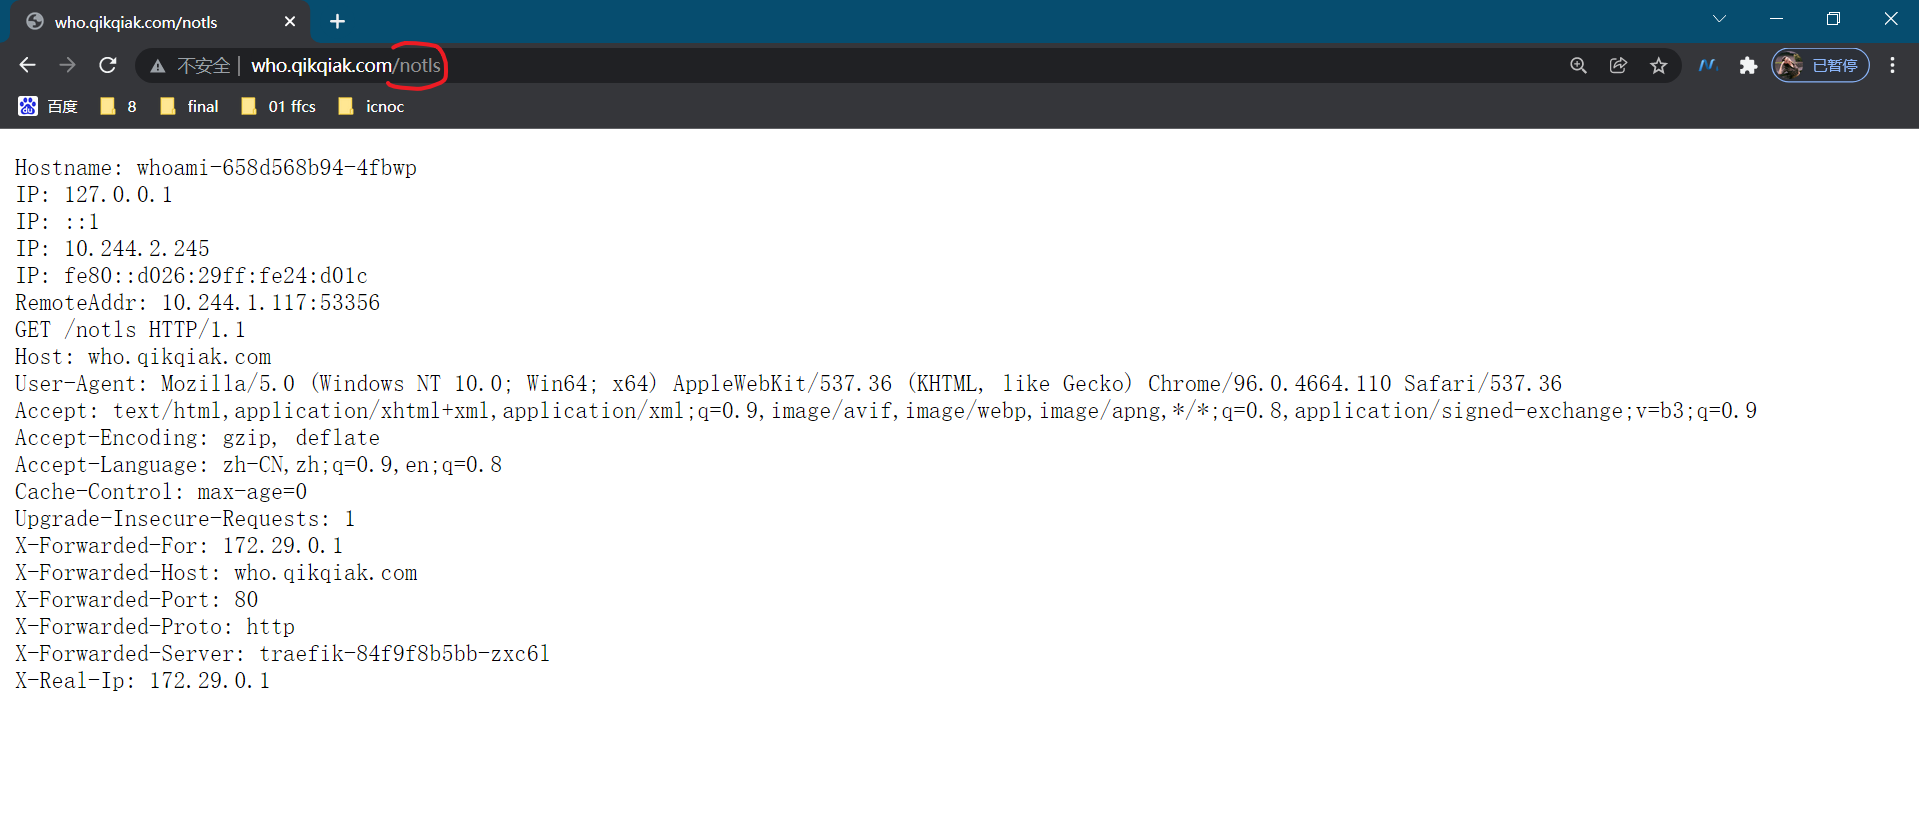 who.qikqiak.com/notls
不安全 who.qikqiak.com/notls 已暂停
百度 8 final 01 ffcs icnoc
Hostname: whoami-658d568b94-4fbwp
IP: 127.0.0.1
IP: ::1
IP: 10.244.2.245
IP: fe80::d026:29ff:fe24:d01c
RemoteAddr: 10.244.1.117:53356
GET /notls HTTP/1.1
Host: who.qikqiak.com
User-Agent: Mozilla/5.0 (Windows NT 10.0; Win64; x64) AppleWebKit/537.36 (KHTML, like Gecko) Chrome/96.0.4664.110 Safari/537.36
Accept: text/html,application/xhtml+xml,application/xml;q=0.9,image/avif,image/webp,image/apng,*/*;q=0.8,application/signed-exchange;v=b3;q=0.9
Accept-Encoding: gzip, deflate
Accept-Language: zh-CN,zh;q=0.9,en;q=0.8
Cache-Control: max-age=0
Upgrade-Insecure-Requests: 1
X-Forwarded-For: 172.29.0.1
X-Forwarded-Host: who.qikqiak.com
X-Forwarded-Port: 80
X-Forwarded-Proto: http
X-Forwarded-Server: traefik-84f9f8b5bb-zxc6l
X-Real-Ip: 172.29.0.1